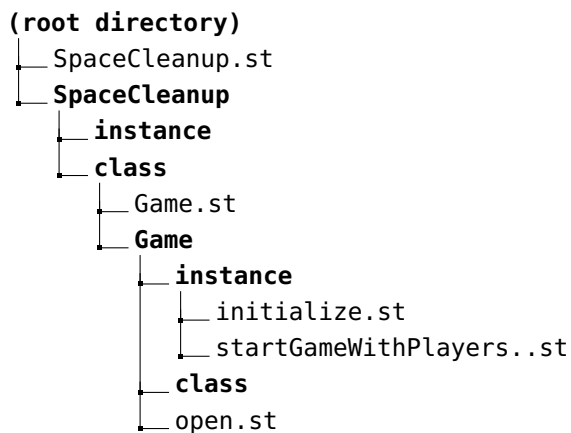 (root directory)
SpaceCleanup.st
SpaceCleanup
instance
class
Game.st
Game
instance
initialize.st
startGameWithPlayers..st
class
open.st